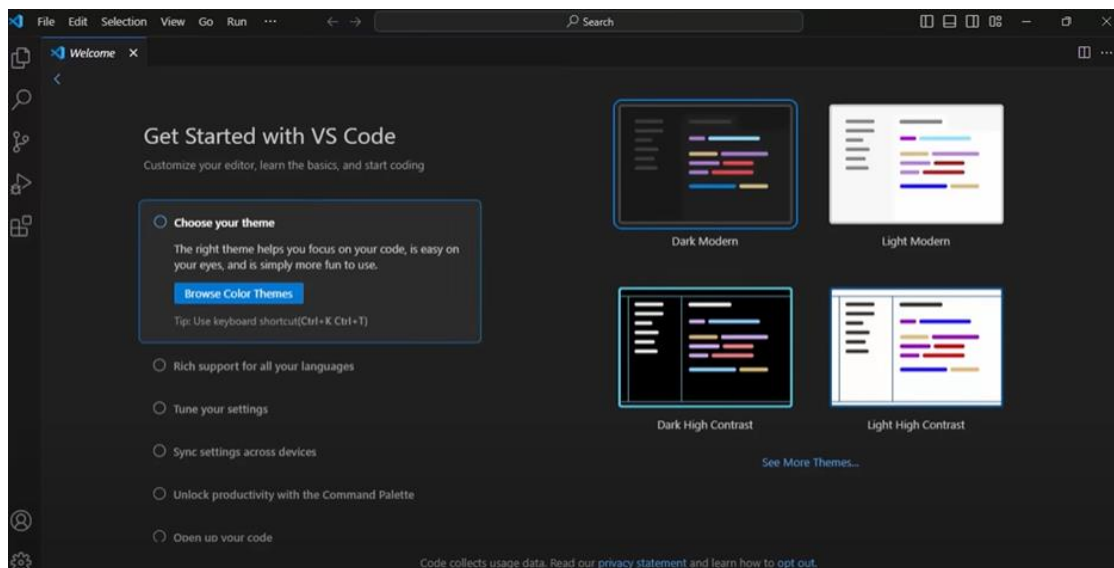 File Edit Selection View Go Run ···
Search
Welcome
Get Started with VS Code
Customize your editor, learn the basics, and start coding
Choose your theme
The right theme helps you focus on your code, is easy on
your eyes, and is simply more fun to use.
Browse Color Themes
Tip: Use keyboard shortcut(Ctrl+K Ctrl+T)
Rich support for all your languages
Tune your settings
Sync settings across devices
Unlock productivity with the Command Palette
Open up your code
Dark Modern
Light Modern
Dark High Contrast
Light High Contrast
See More Themes...
Code collects usage data. Read our privacy statement and learn how to opt out.